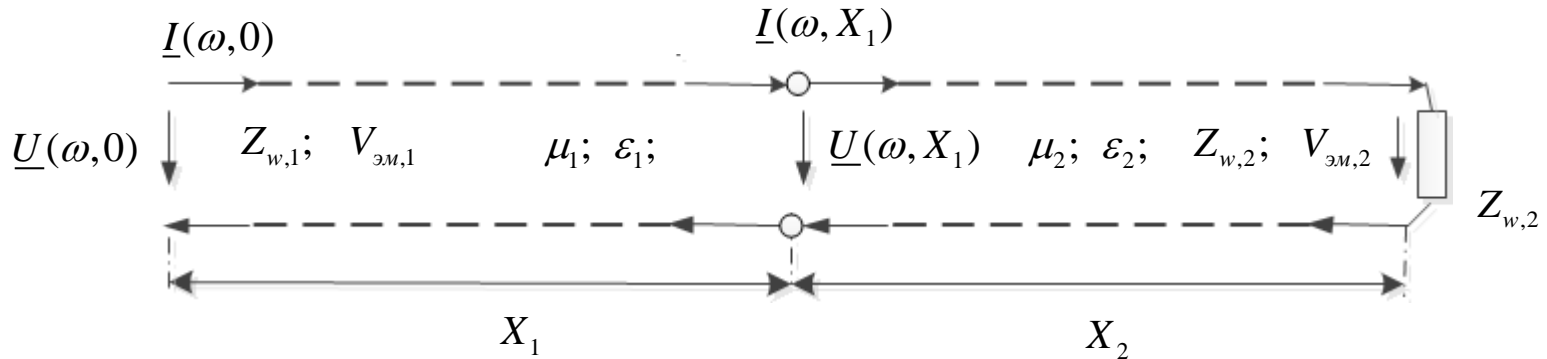 I(ω,0)
I(ω, X₁)
U(ω,0)
Z_{w,1}; V_{эм,1} μ₁; ε₁;
U(ω, X₁) μ₂; ε₂; Z_{w,2}; V_{эм,2}
Z_{w,2}
X₁
X₂